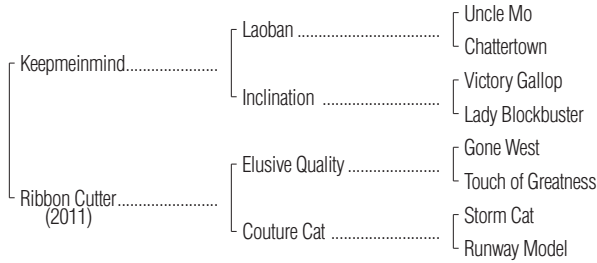 Uncle Mo
Laoban
Chattertown
Keepmeinmind
Victory Gallop
Inclination
Lady Blockbuster
Gone West
Elusive Quality
Touch of Greatness
Ribbon Cutter
(2011)
Storm Cat
Couture Cat
Runway Model